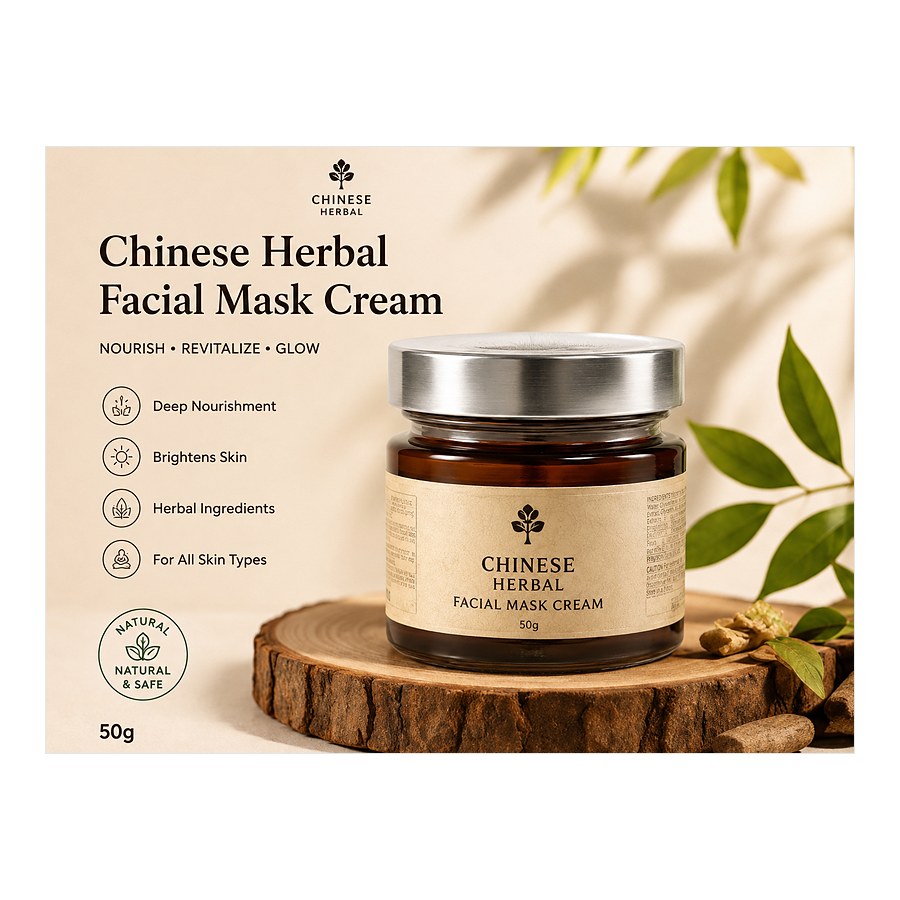 CHINESE
HERBAL
Chinese Herbal
Facial Mask Cream
NOURISH • REVITALIZE • GLOW
Deep Nourishment
Brightens Skin
Herbal Ingredients
For All Skin Types
NATURAL
NATURAL
& SAFE
50g
CHINESE
HERBAL
FACIAL MASK CREAM
50g
INGREDIENTS